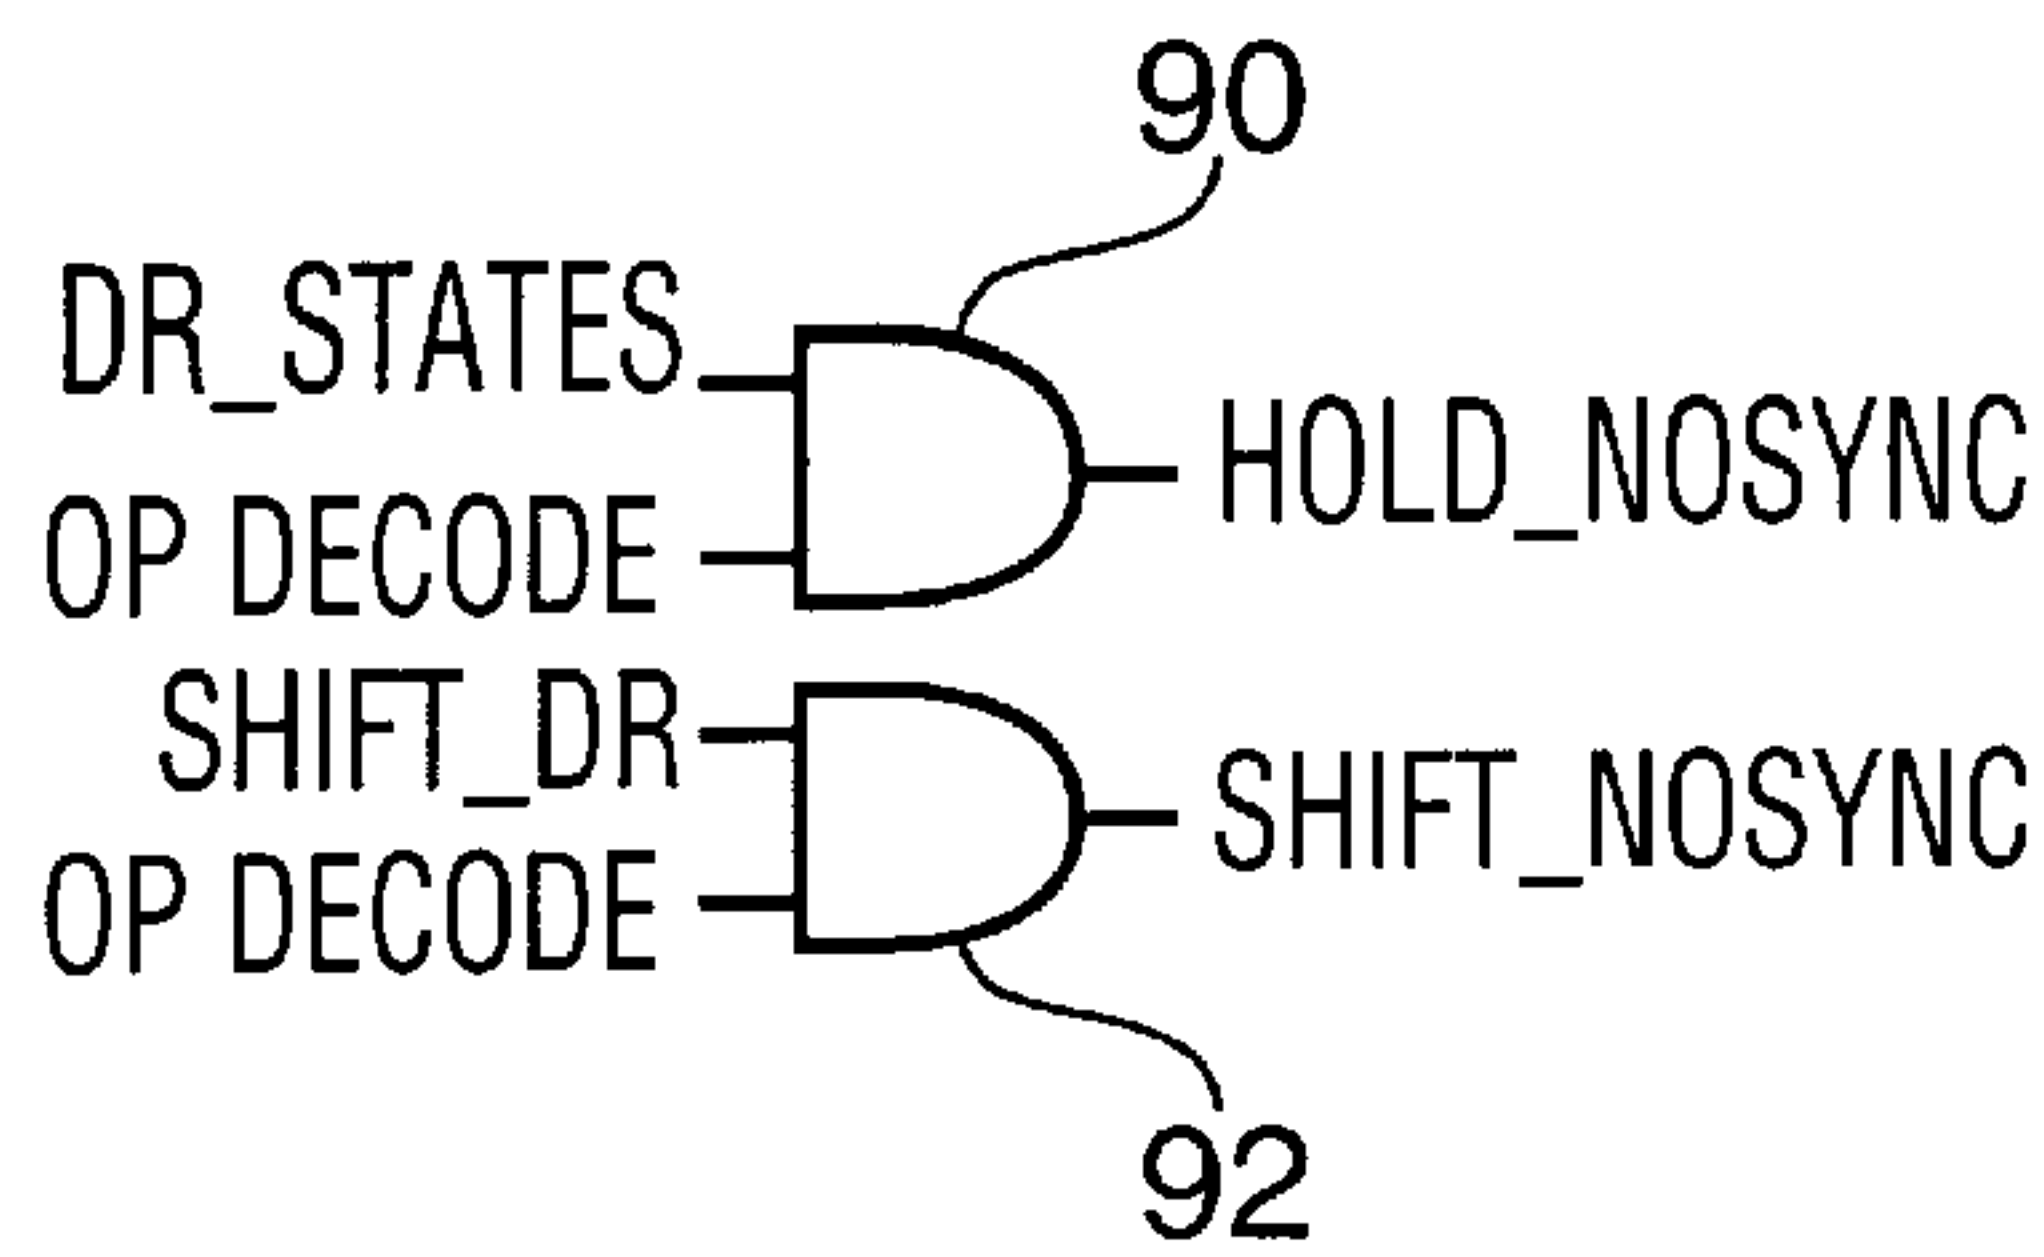 90
DR_STATES
HOLD_NOSYNC
OP DECODE
SHIFT_DR
SHIFT_NOSYNC
OP DECODE
92